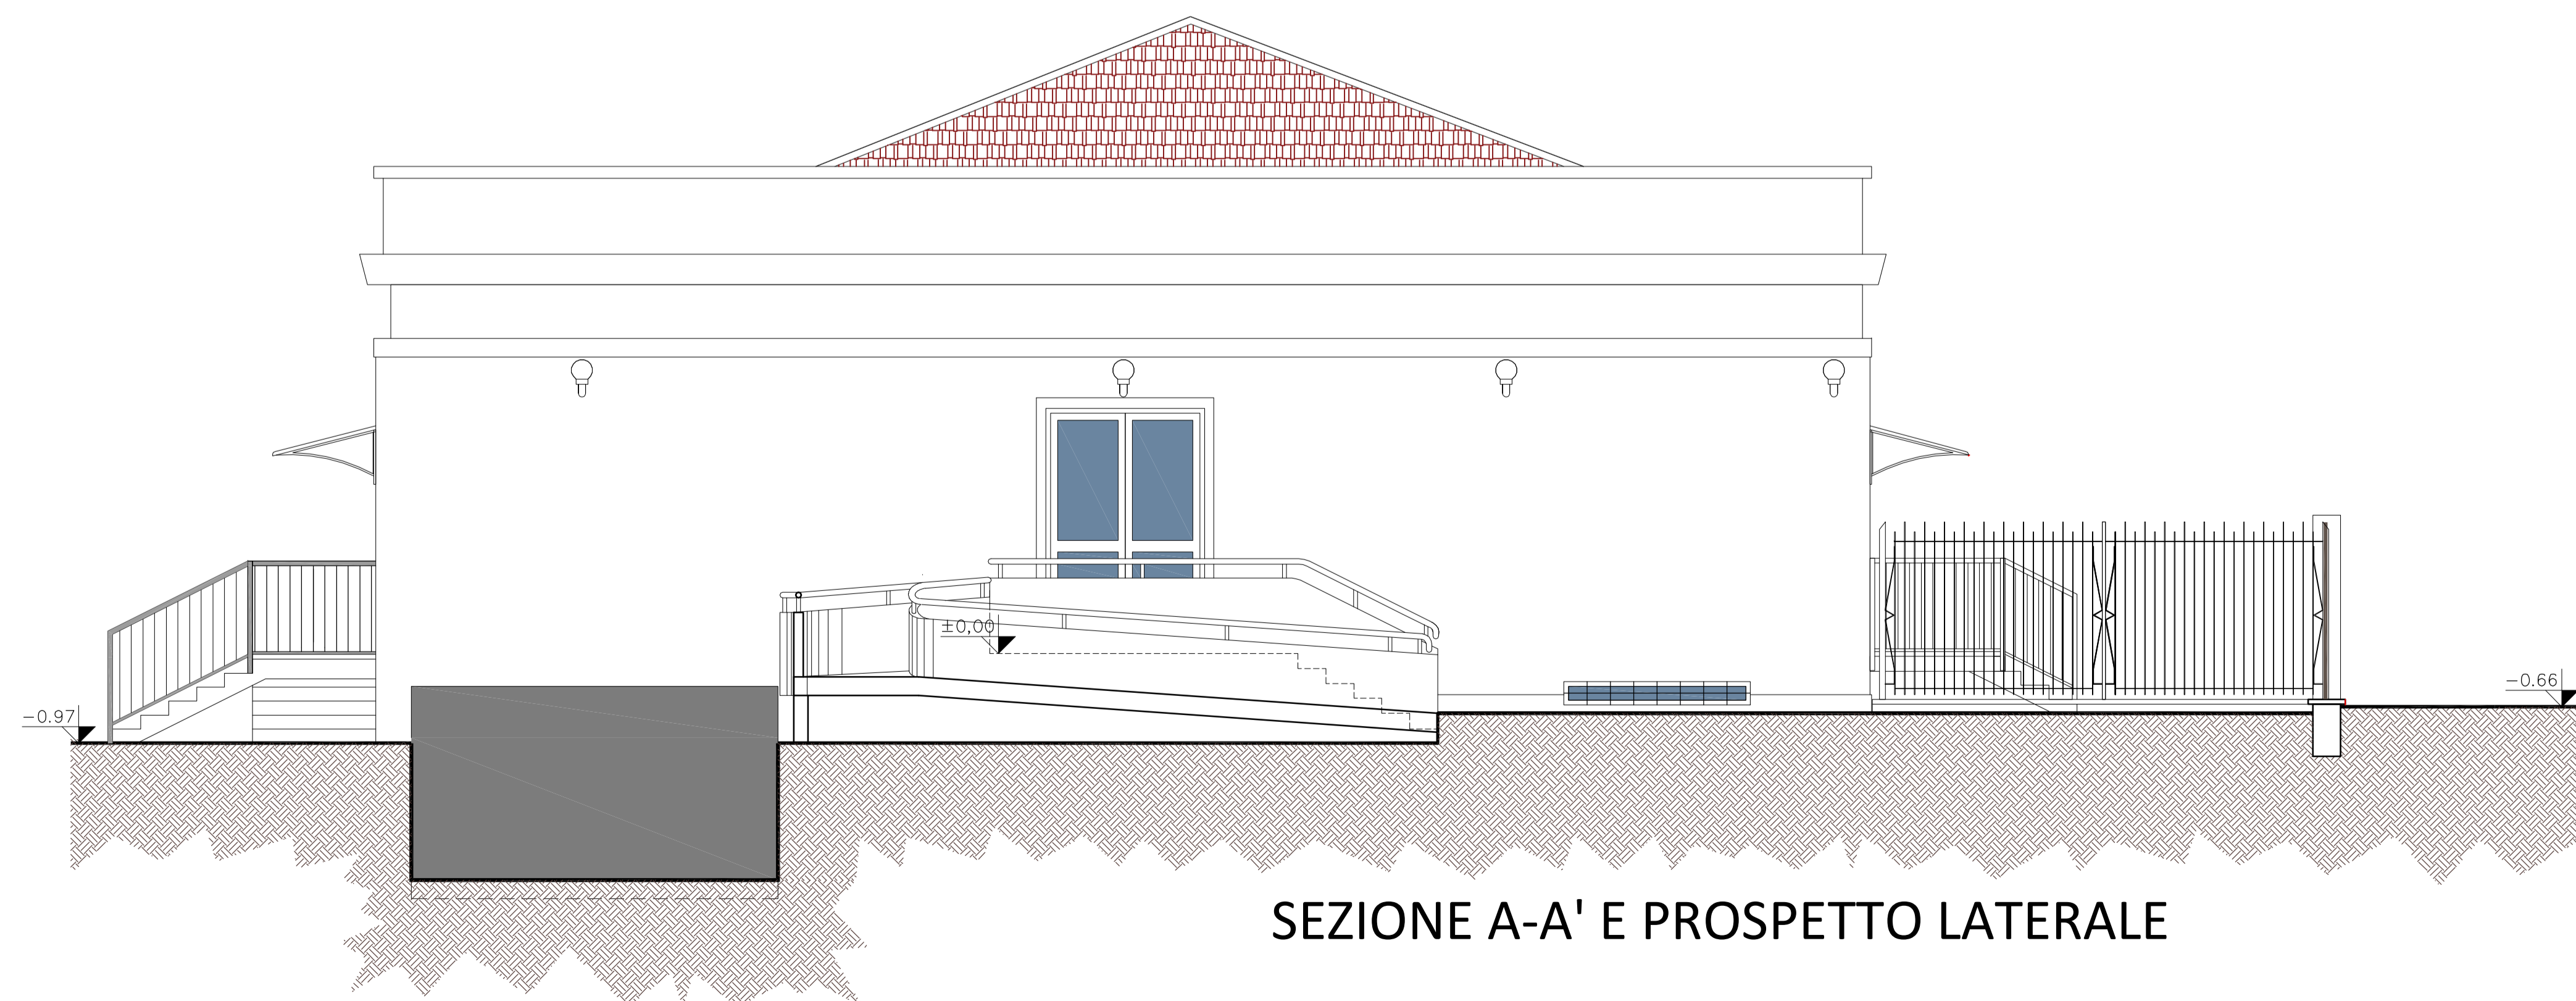 ±0,00
-0.66
-0.97
SEZIONE A-A' E PROSPETTO LATERALE